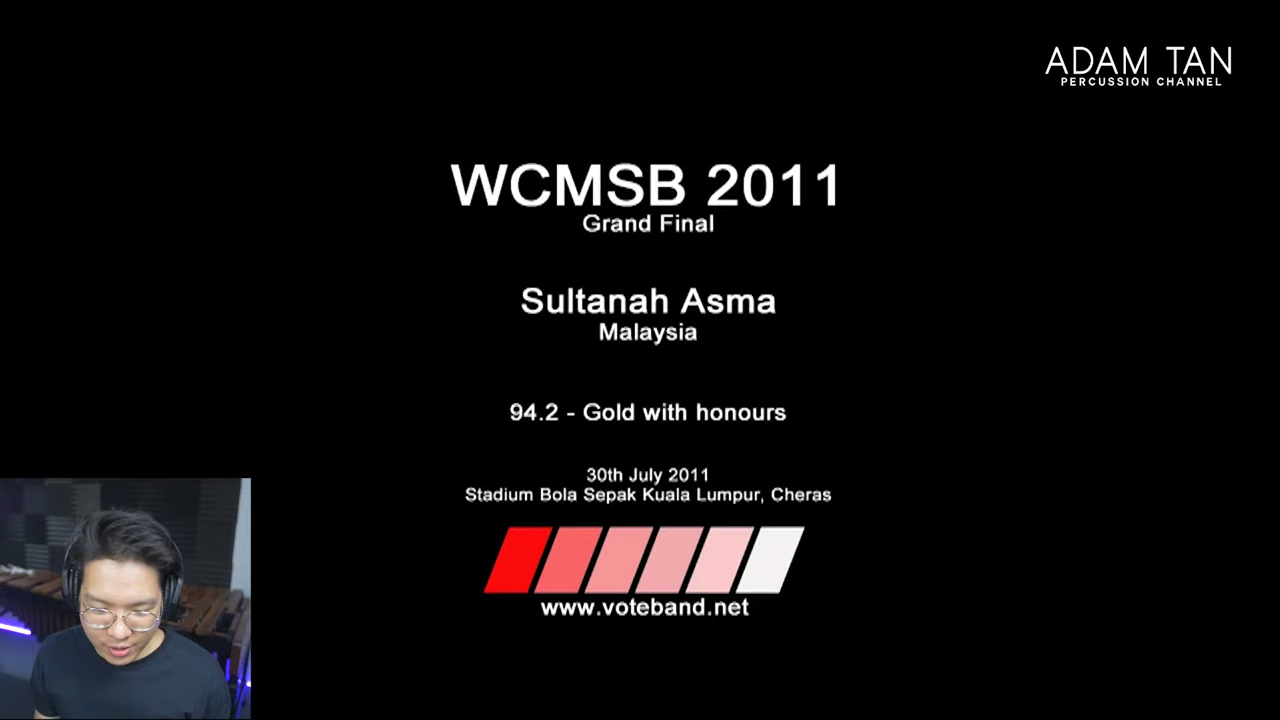 ADAM TAN
PERCUSSION CHANNEL
WCMSB 2011
Grand Final
Sultanah Asma
Malaysia
94.2 - Gold with honours
30th July 2011
Stadium Bola Sepak Kuala Lumpur, Cheras
www.voteband.net